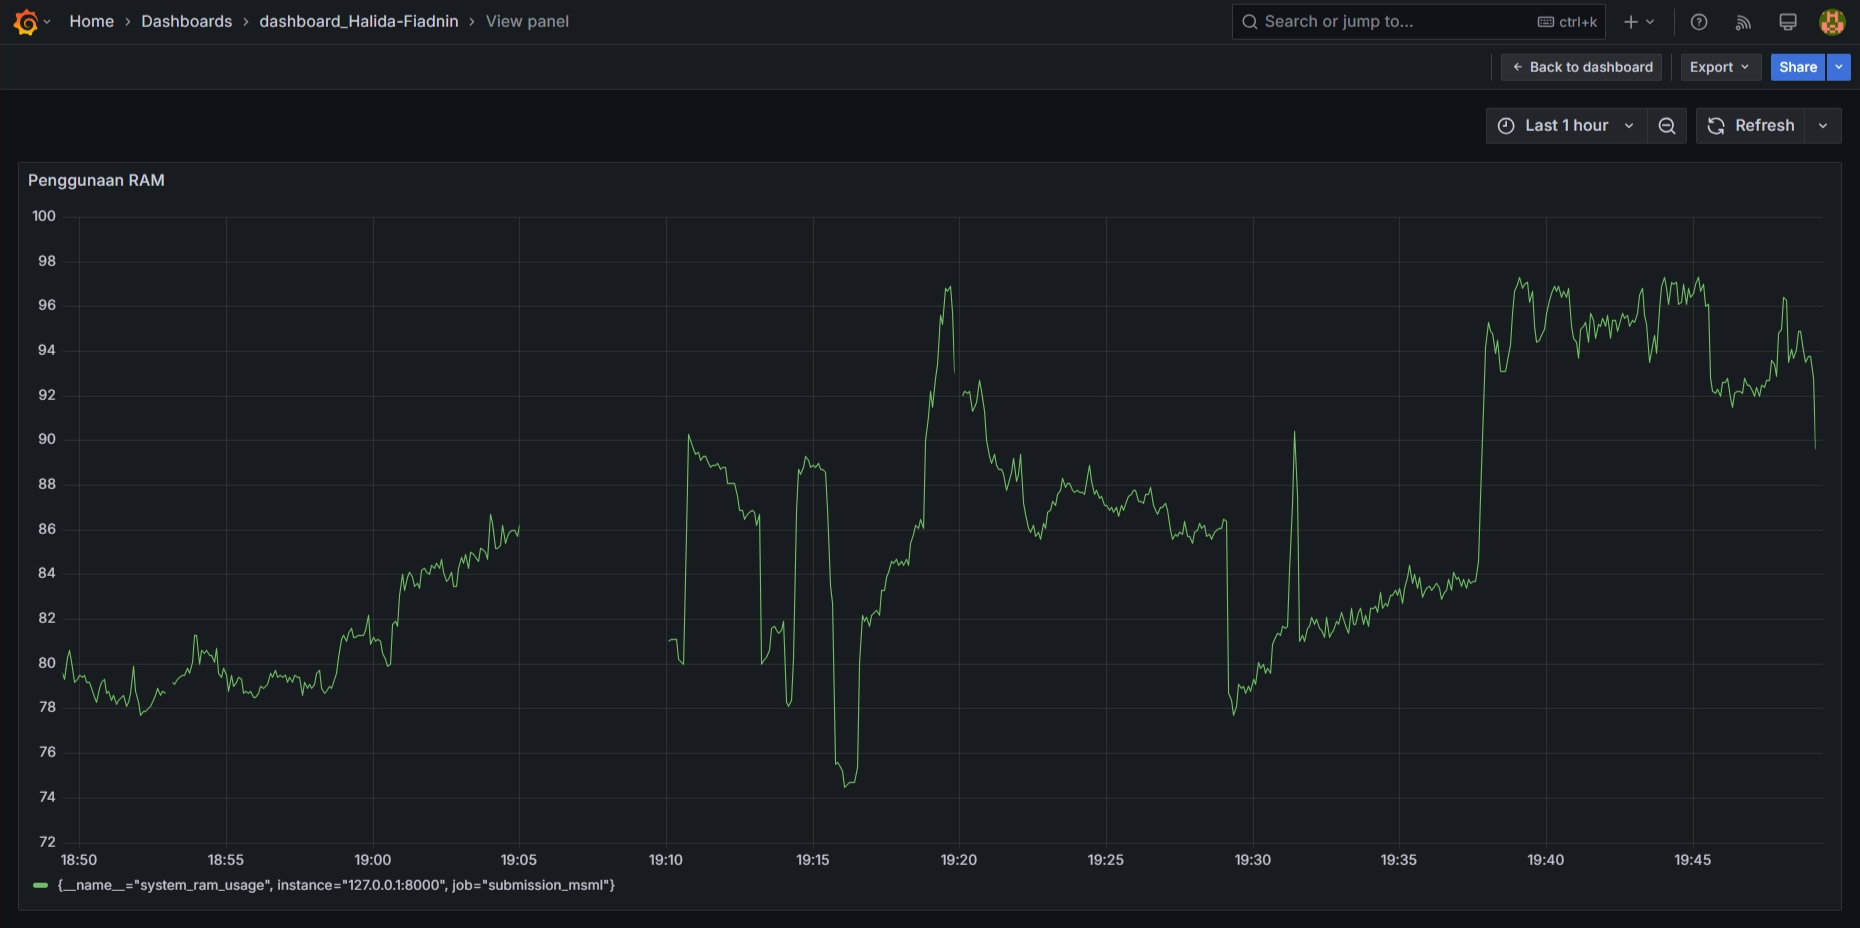 Home › Dashboards › dashboard_Halida-Fiadnin › View panel
Search or jump to... ctrl+k
Back to dashboard Export Share
Last 1 hour Refresh
Penggunaan RAM
100
98
96
94
92
90
88
86
84
82
80
78
76
74
72
18:50 18:55 19:00 19:05 19:10 19:15 19:20 19:25 19:30 19:35 19:40 19:45
{__name__="system_ram_usage", instance="127.0.0.1:8000", job="submission_msml"}